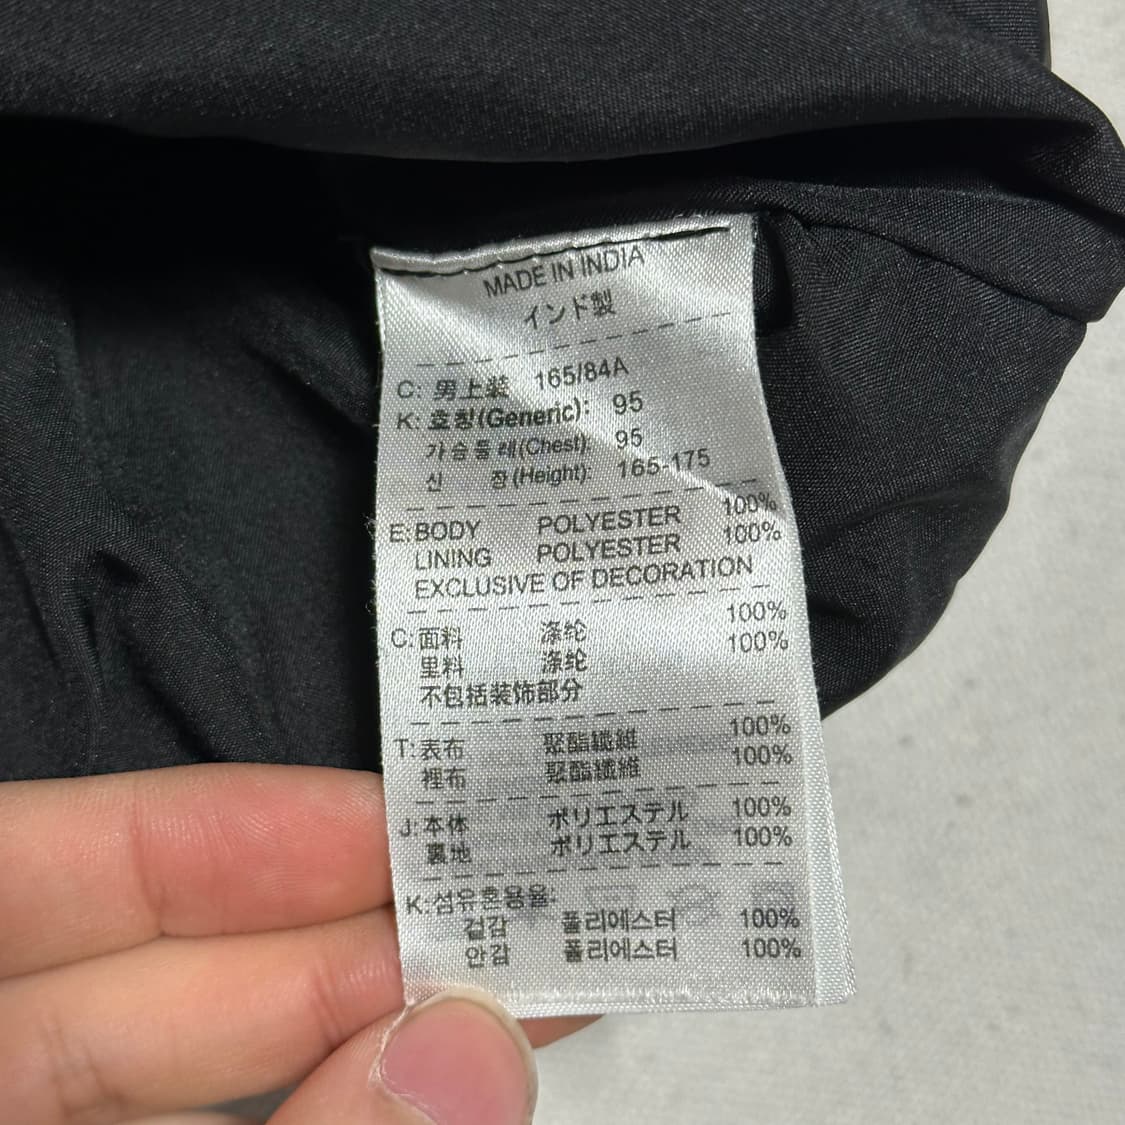 MADE IN INDIA
インド製
C: 男上装 165/84A
K: 호칭(Generic): 95
가슴둘레(Chest): 95
신 장(Height): 165-175
E: BODY POLYESTER 100%
LINING POLYESTER 100%
EXCLUSIVE OF DECORATION
C: 面料 涤纶 100%
里料 涤纶 100%
不包括装饰部分
T: 表布 聚酯纖維 100%
裡布 聚酯纖維 100%
J: 本体 ポリエステル 100%
裏地 ポリエステル 100%
K: 섬유혼용율:
겉감 폴리에스터 100%
안감 폴리에스터 100%